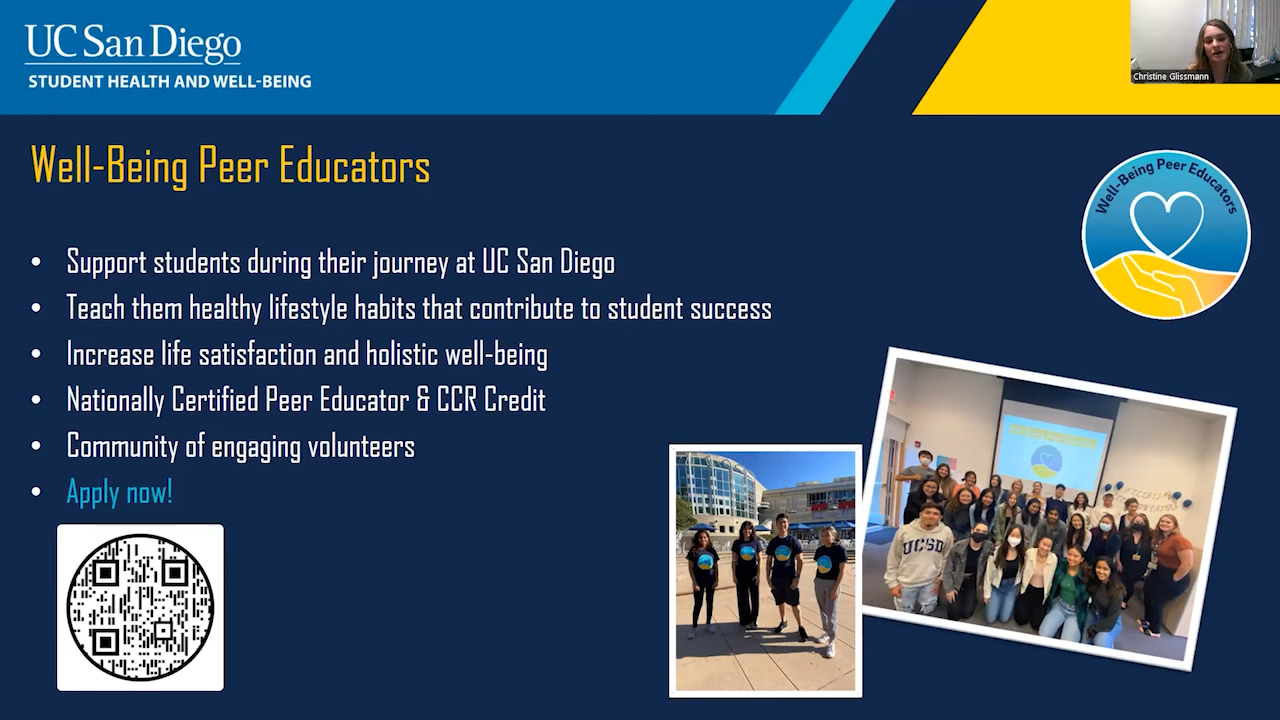 UC San Diego
STUDENT HEALTH AND WELL-BEING
Christine Glissmann
Well-Being Peer Educators
Well-Being Peer Educators
• Support students during their journey at UC San Diego
• Teach them healthy lifestyle habits that contribute to student success
• Increase life satisfaction and holistic well-being
• Nationally Certified Peer Educator & CCR Credit
• Community of engaging volunteers
• Apply now!
UCSD